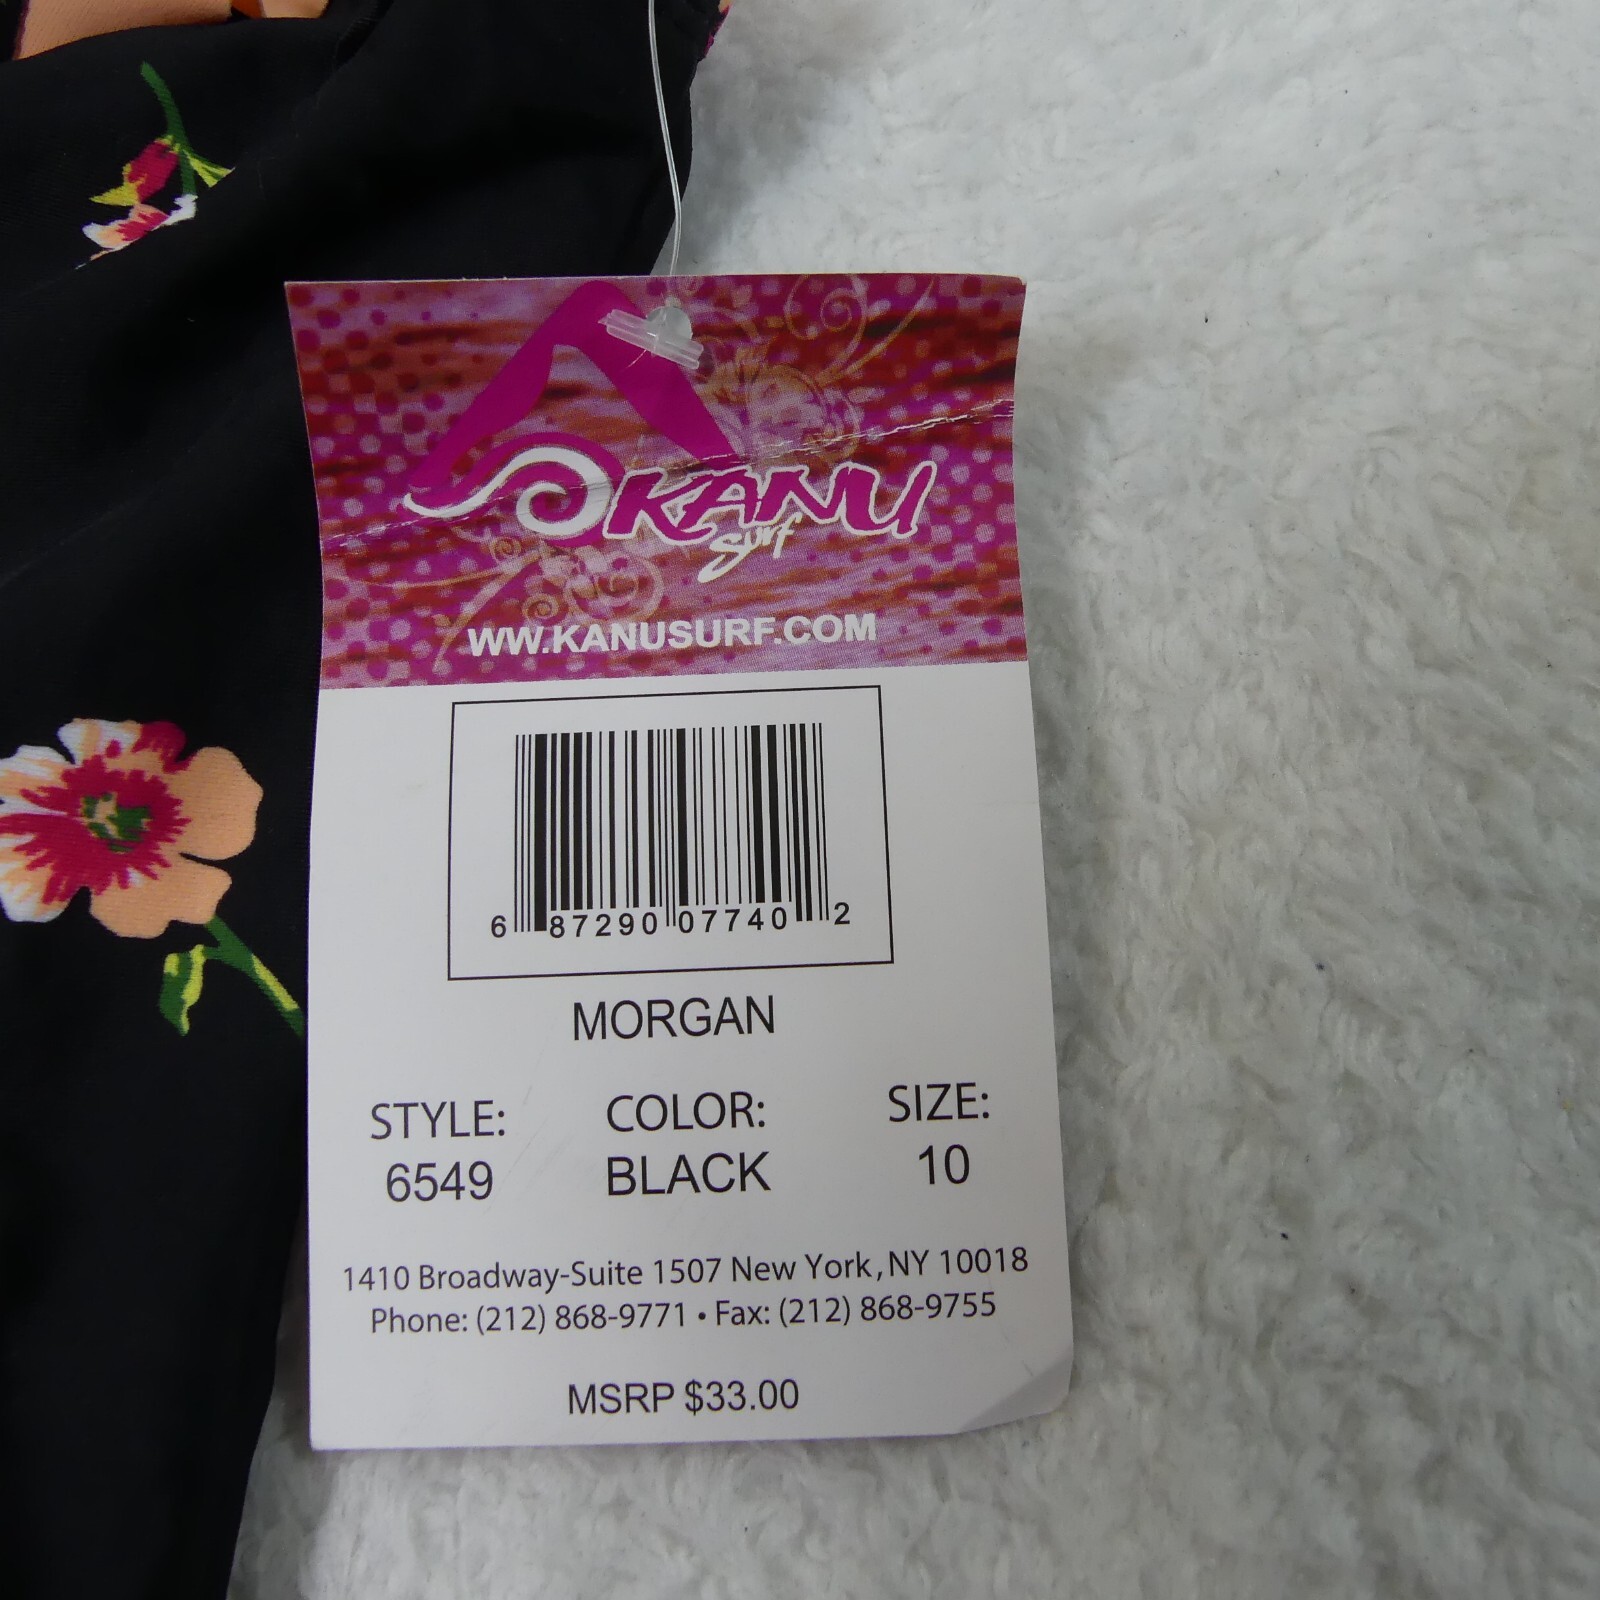 KANU
Surf
WW.KANUSURF.COM
6 87290 07740 2
MORGAN
STYLE: COLOR: SIZE:
6549 BLACK 10
1410 Broadway-Suite 1507 New York, NY 10018
Phone: (212) 868-9771 • Fax: (212) 868-9755
MSRP $33.00